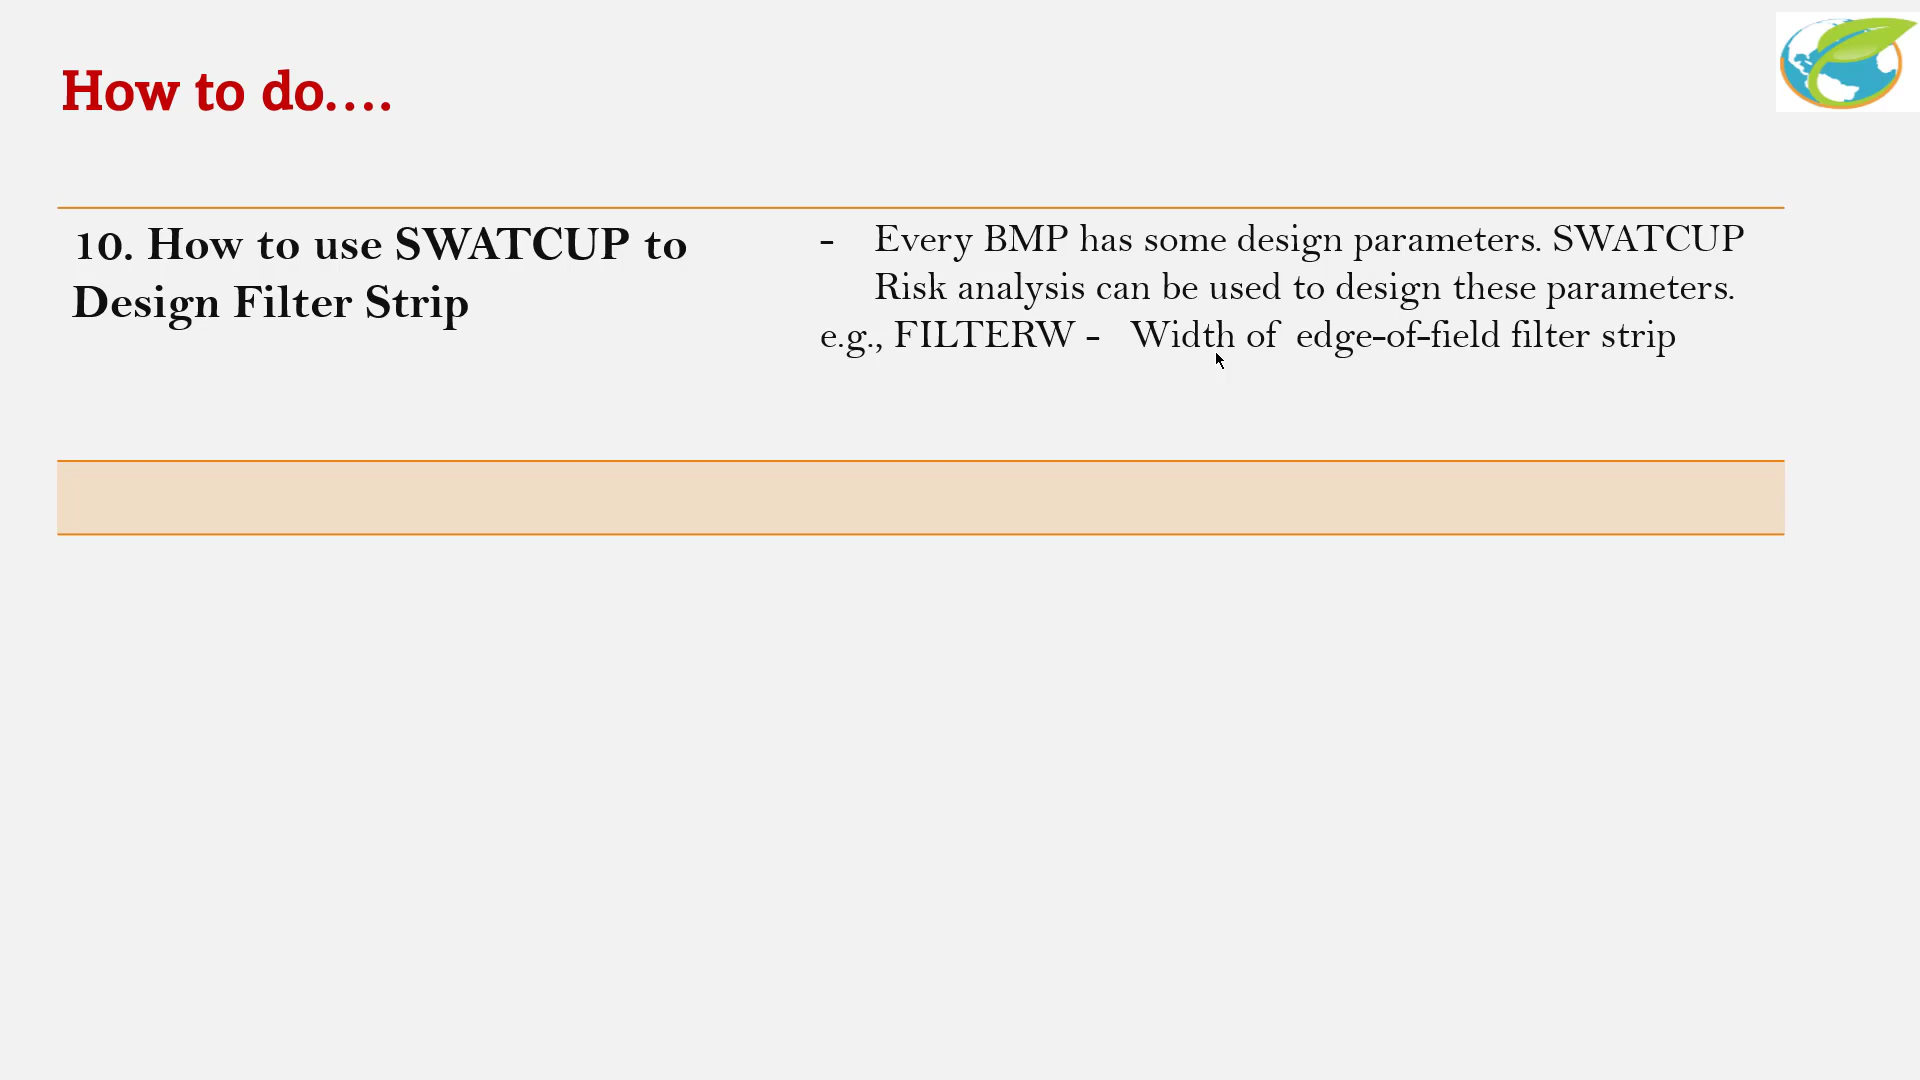 How to do....
10. How to use SWATCUP to
Design Filter Strip
- Every BMP has some design parameters. SWATCUP
Risk analysis can be used to design these parameters.
e.g., FILTERW - Width of edge-of-field filter strip